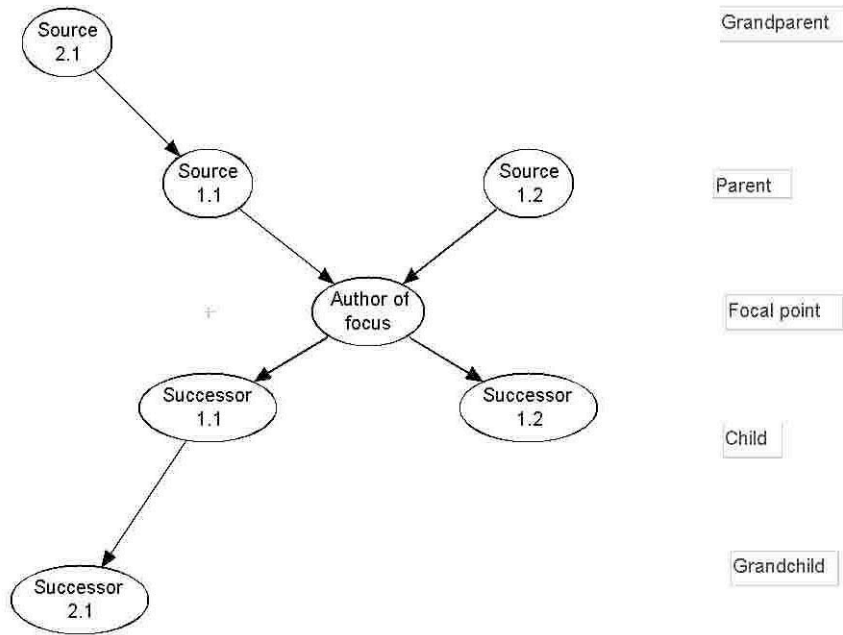 Source
2.1
Grandparent
Source
1.1
Source
1.2
Parent
Author of
focus
Focal point
Successor
1.1
Successor
1.2
Child
Successor
2.1
Grandchild